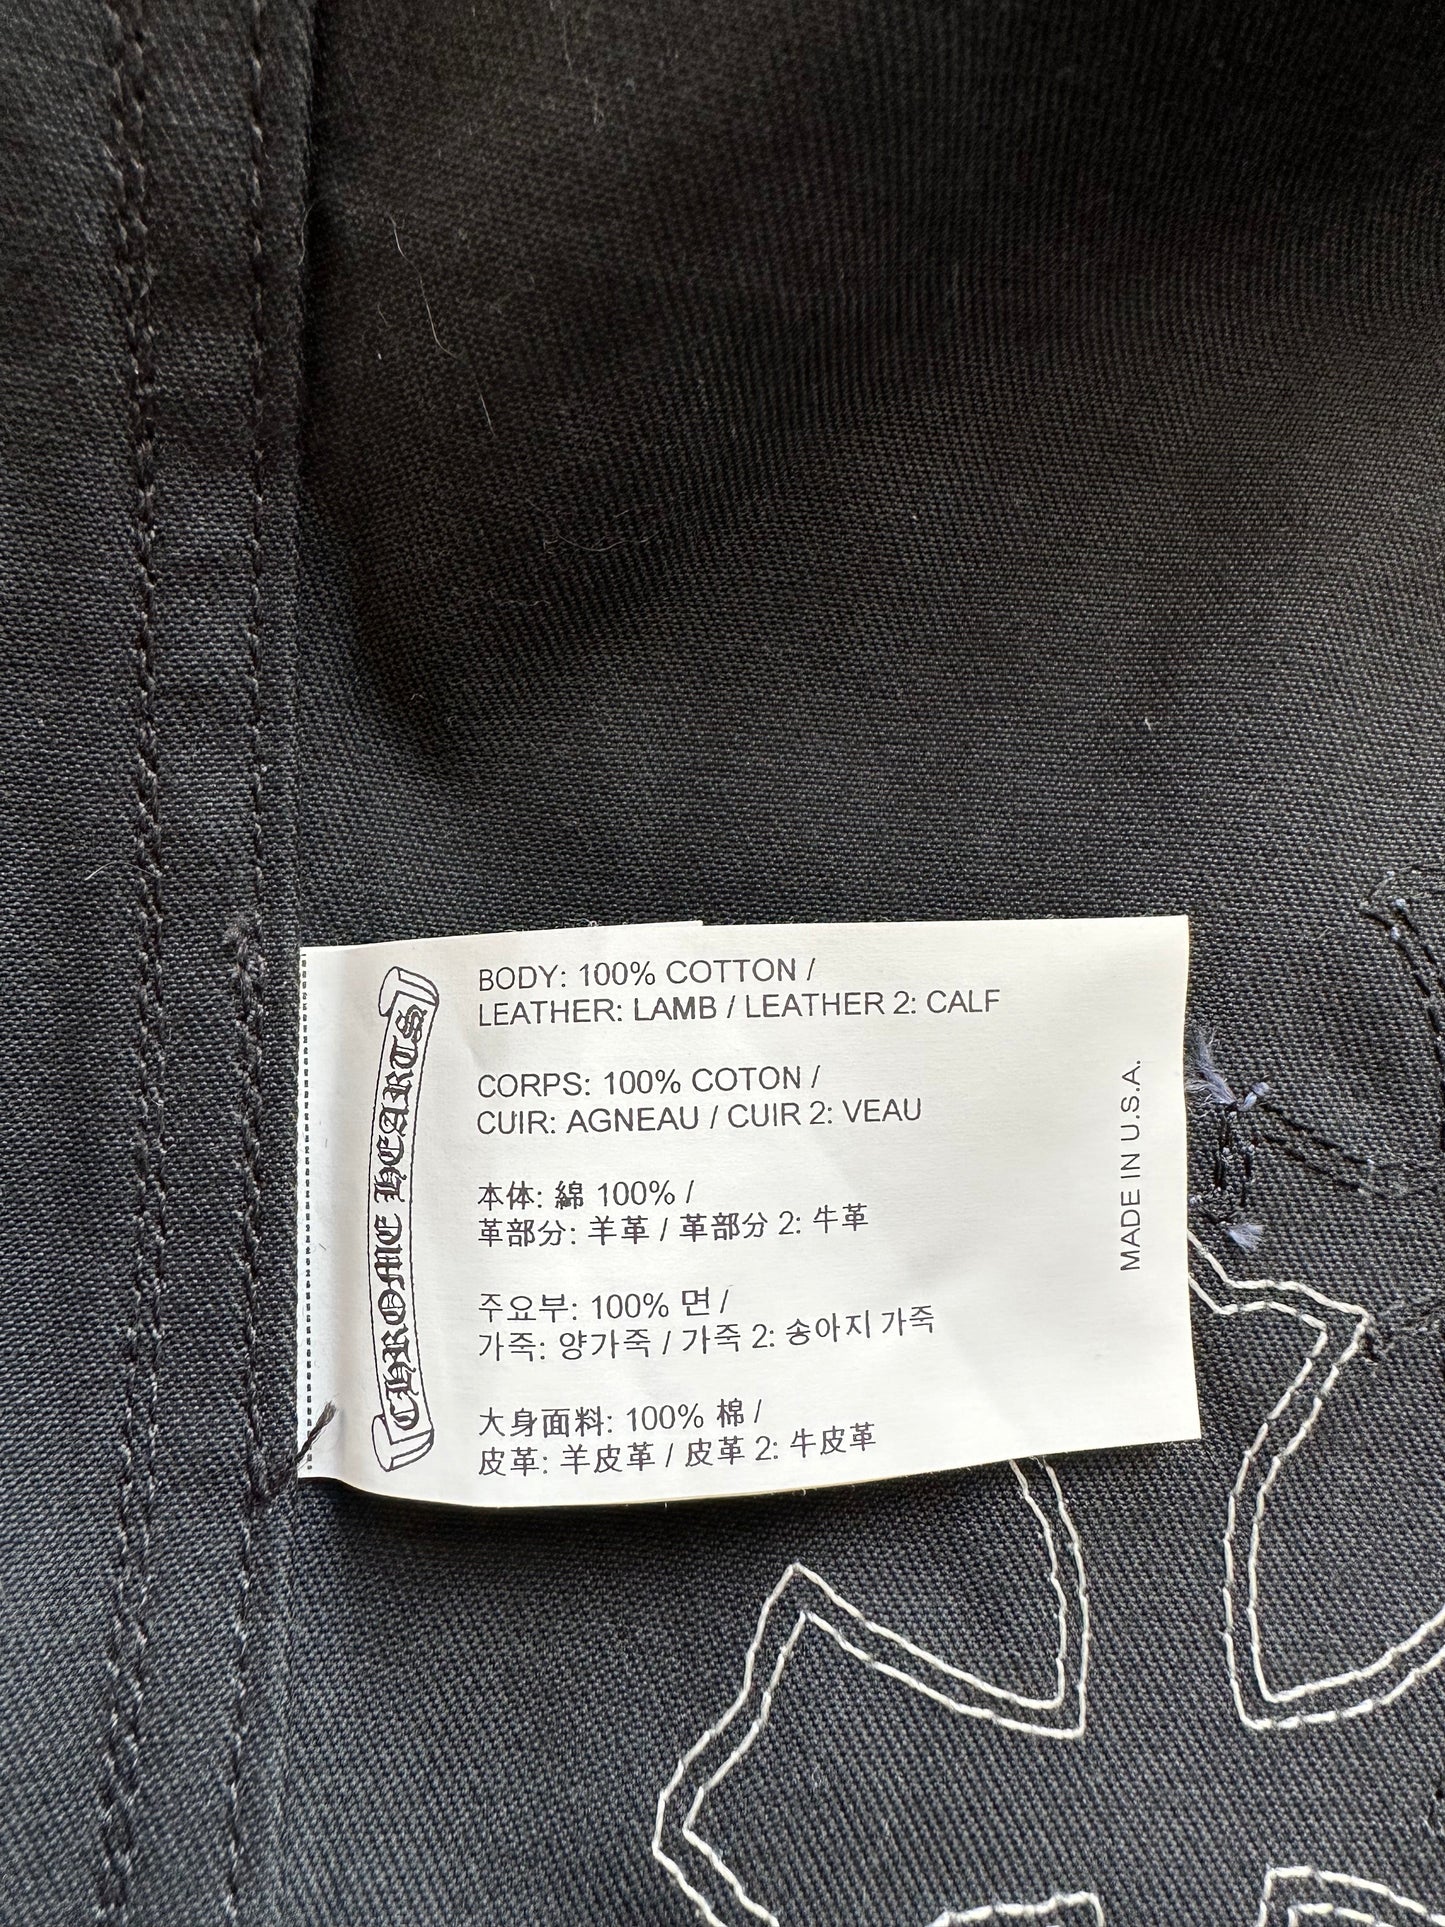 CHROME HEARTS
BODY: 100% COTTON /
LEATHER: LAMB / LEATHER 2: CALF
CORPS: 100% COTON /
CUIR: AGNEAU / CUIR 2: VEAU
本体: 綿 100% /
革部分: 羊革 / 革部分 2: 牛革
주요부: 100% 면 /
가죽: 양가죽 / 가죽 2: 송아지 가죽
大身面料: 100% 棉 /
皮革: 羊皮革 / 皮革 2: 牛皮革
MADE IN U.S.A.